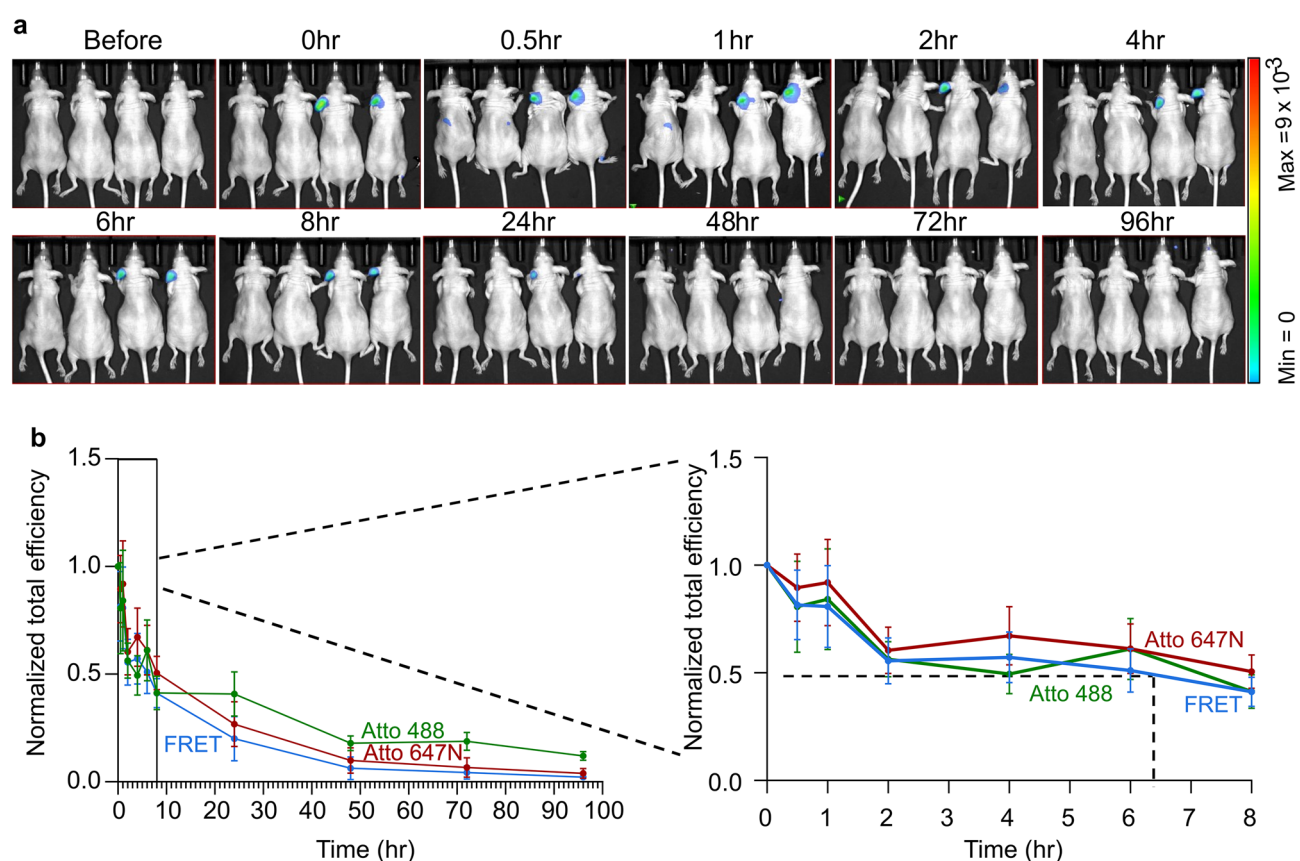 a
Before 0hr 0.5hr 1hr 2hr 4hr
Max = 9 x 10-3
6hr 8hr 24hr 48hr 72hr 96hr
Min = 0
b
Normalized total efficiency
1.5
1.0
0.5
0.0
FRET
Atto 488
Atto 647N
0 10 20 30 40 50 60 70 80 90 100
Time (hr)
Normalized total efficiency
1.5
1.0
0.5
0.0
Atto 647N
Atto 488
FRET
0 1 2 3 4 5 6 7 8
Time (hr)